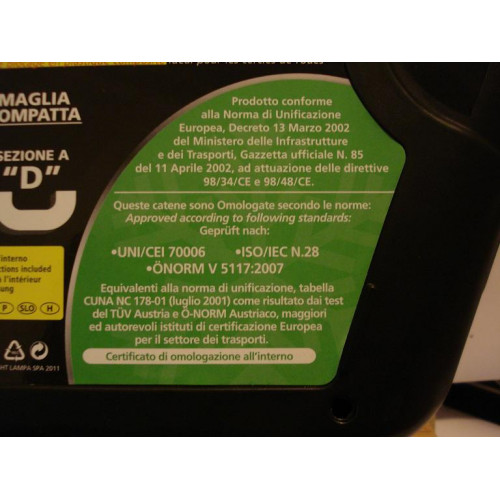 MAGLIA
OMPATTA
SEZIONE A
"D"
Prodotto conforme
alla Norma di Unificazione
Europea, Decreto 13 Marzo 2002
del Ministero delle Infrastrutture
e dei Trasporti, Gazzetta ufficiale N. 85
del 11 Aprile 2002, ad attuazione delle direttive
98/34/CE e 98/48/CE.
Queste catene sono Omologate secondo le norme:
Approved according to following standards:
Geprüft nach:
•UNI/CEI 70006 •ISO/IEC N.28
•ÖNORM V 5117:2007
Equivalenti alla norma di unificazione, tabella
CUNA NC 178-01 (luglio 2001) come risultato dai test
del TÜV Austria e Ö-NORM Austriaco, maggiori
ed autorevoli istituti di certificazione Europea
per il settore dei trasporti.
Certificato di omologazione all'interno
'interno
ctions included
à l'intérieur
ung
P SLO H
HT LAMPA SPA 2011